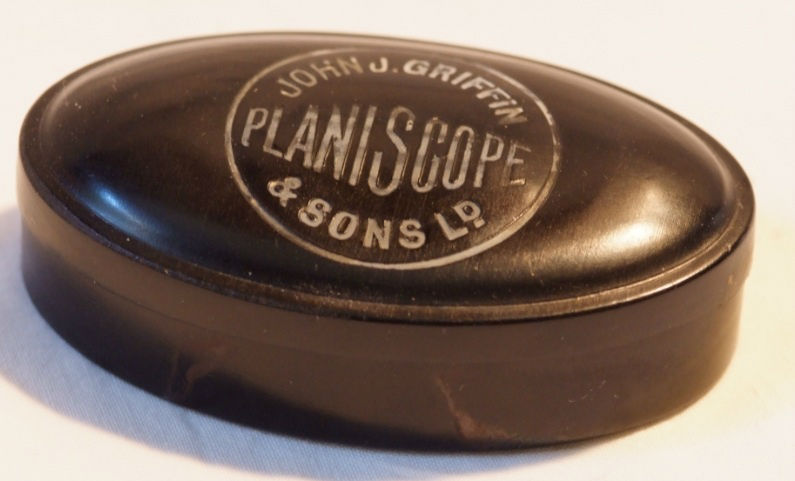 JOHN J. GRIFFIN
PLANISCOPE
& SONS LD.